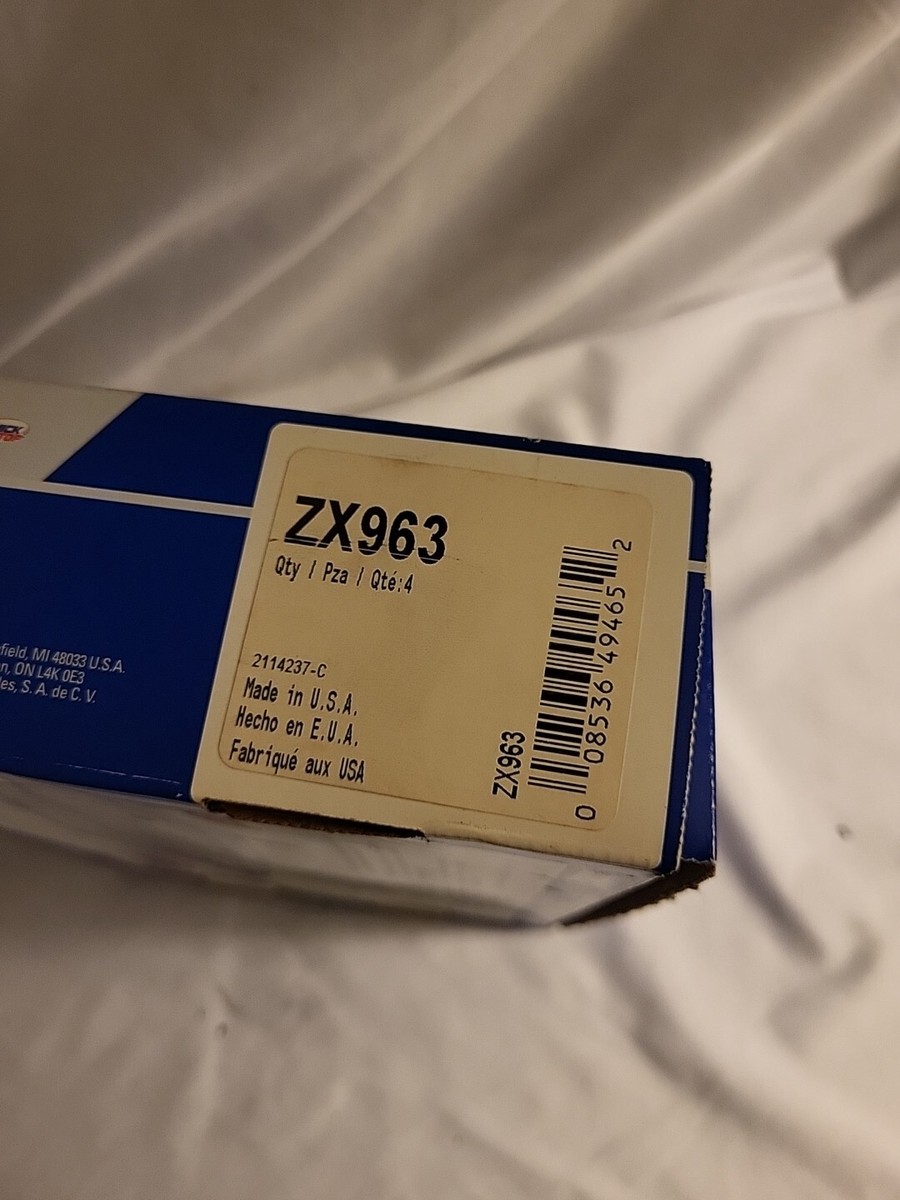 ZX963
Qty / Pza / Qté:4
2114237-C
Made in U.S.A.
Hecho en E.U.A.
Fabriqué aux USA
ZX963
0 08536 49465 2
field, MI 48033 U.S.A.
n, ON L4K 0E3
les, S. A. de C. V.